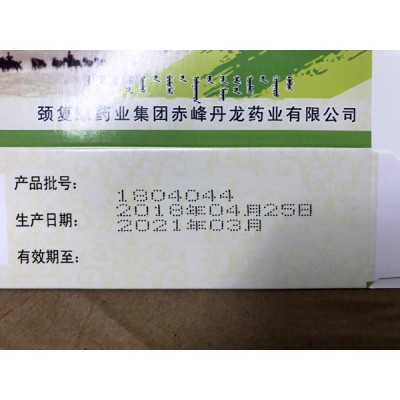 颈复康药业集团赤峰丹龙药业有限公司
产品批号: 1804044
生产日期: 2018年04月25日
有效期至: 2021年03月